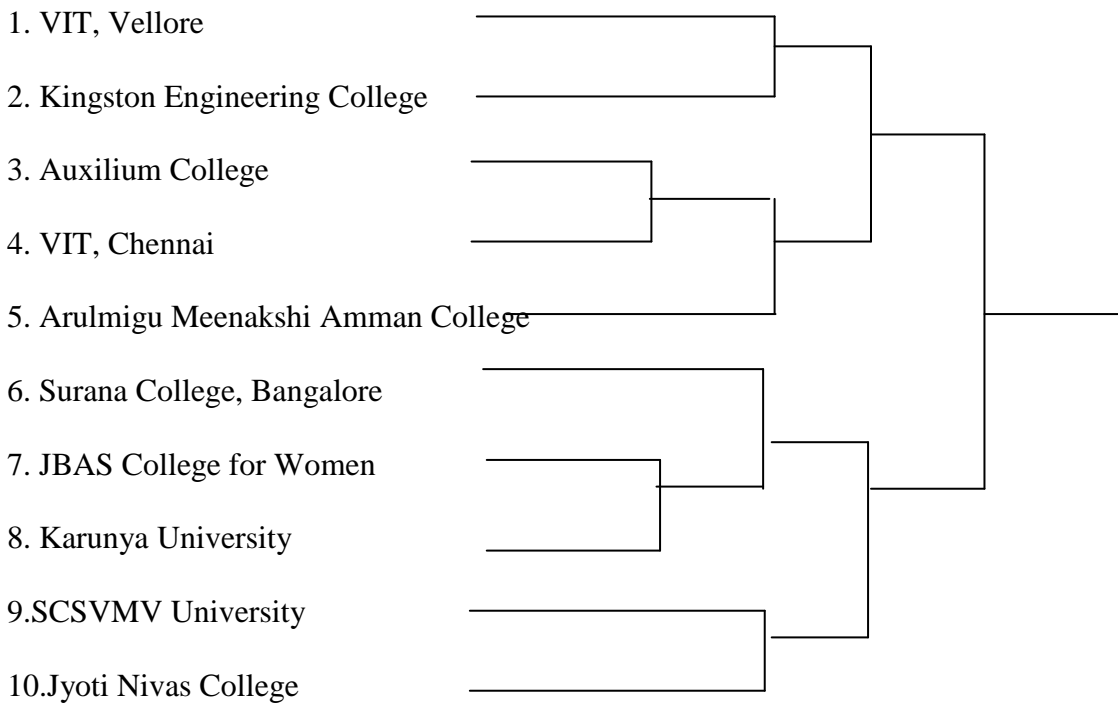 1. VIT, Vellore
2. Kingston Engineering College
3. Auxilium College
4. VIT, Chennai
5. Arulmigu Meenakshi Amman College
6. Surana College, Bangalore
7. JBAS College for Women
8. Karunya University
9.SCSVMV University
10.Jyoti Nivas College